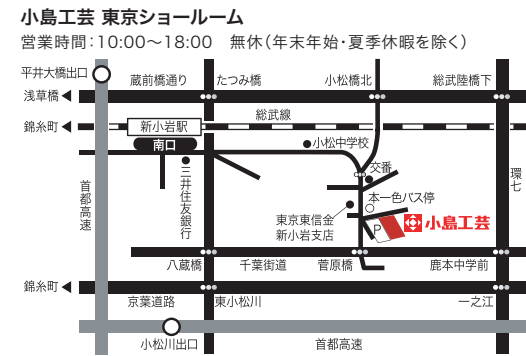 小島工芸 東京ショールーム
営業時間：10:00〜18:00　無休（年末年始・夏季休暇を除く）
平井大橋出口
蔵前橋通り
たつみ橋
小松橋北
総武陸橋下
浅草橋
総武線
錦糸町
新小岩駅
南口
小松中学校
交番
三井住友銀行
首都高速
環七
本一色バス停
東京東信金
新小岩支店
P
小島工芸
八蔵橋
千葉街道
菅原橋
鹿本中学前
錦糸町
京葉道路
東小松川
一之江
小松川出口
首都高速